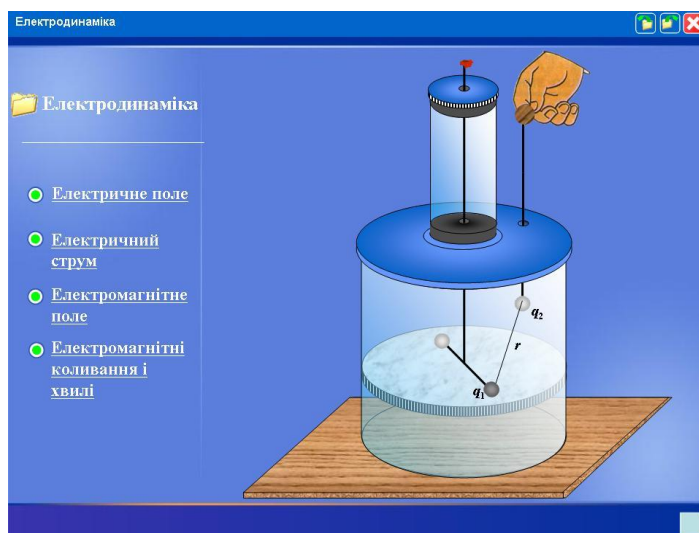 Електродинаміка
Електродинаміка
Електричне поле
Електричний
струм
Електромагнітне
поле
Електромагнітні
коливання і
хвилі
q2
r
q1